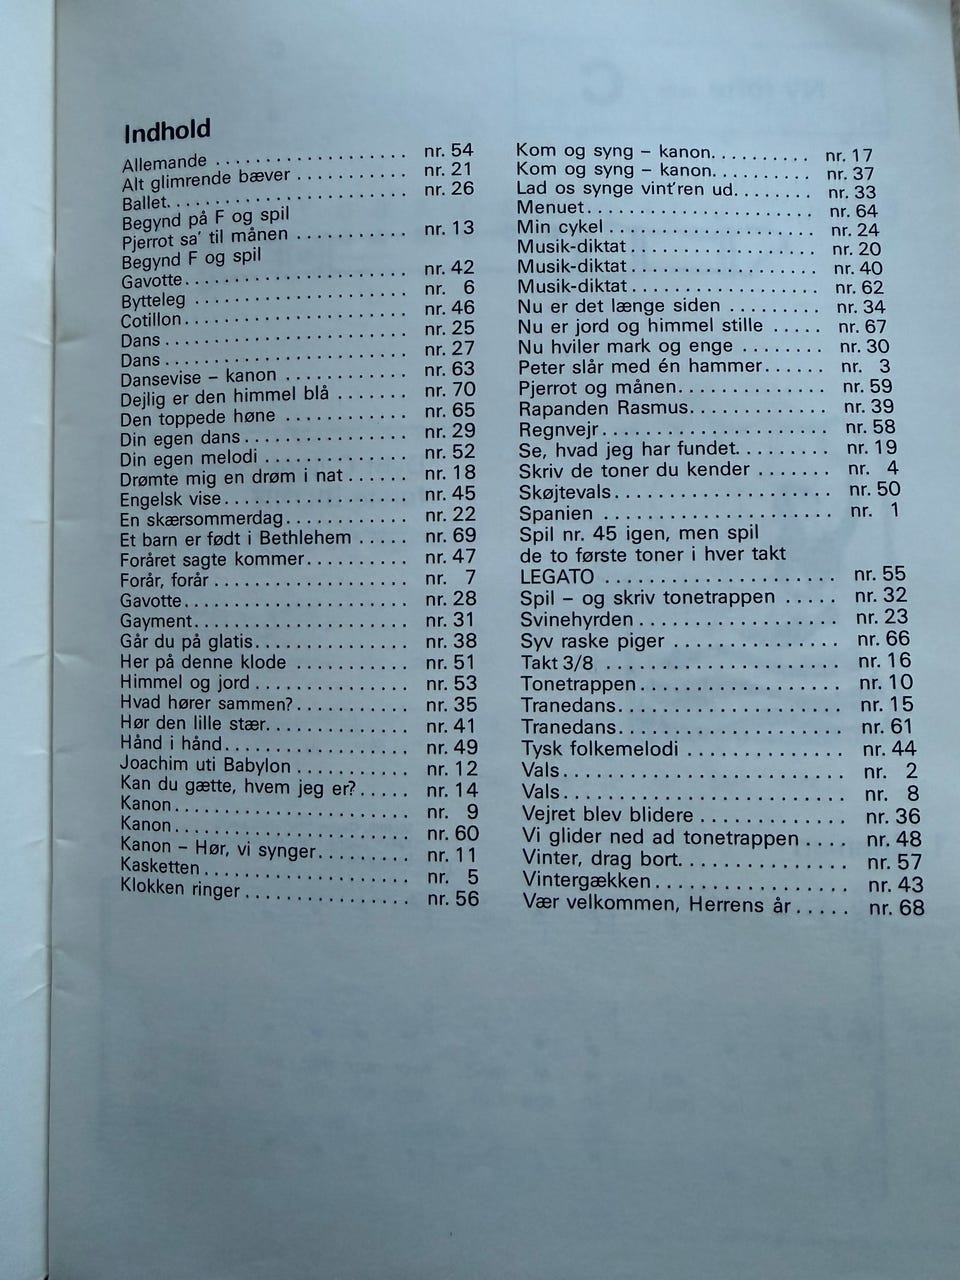 Indhold
Allemande ................... nr. 54
Alt glimrende bæver ........... nr. 21
Ballet........................ nr. 26
Begynd på F og spil
Pjerrot sa' til månen ........... nr. 13
Begynd F og spil
Gavotte....................... nr. 42
Bytteleg ...................... nr. 6
Cotillon....................... nr. 46
Dans ......................... nr. 25
Dans ......................... nr. 27
Dansevise – kanon ............ nr. 63
Dejlig er den himmel blå ....... nr. 70
Den toppede høne ............ nr. 65
Din egen dans................ nr. 29
Din egen melodi .............. nr. 52
Drømte mig en drøm i nat ...... nr. 18
Engelsk vise................... nr. 45
En skærsommerdag............ nr. 22
Et barn er født i Bethlehem ..... nr. 69
Foråret sagte kommer.......... nr. 47
Forår, forår ................... nr. 7
Gavotte....................... nr. 28
Gayment...................... nr. 31
Går du på glatis............... nr. 38
Her på denne klode ........... nr. 51
Himmel og jord ............... nr. 53
Hvad hører sammen?........... nr. 35
Hør den lille stær.............. nr. 41
Hånd i hånd................... nr. 49
Joachim uti Babylon ........... nr. 12
Kan du gætte, hvem jeg er?..... nr. 14
Kanon........................ nr. 9
Kanon........................ nr. 60
Kanon – Hør, vi synger......... nr. 11
Kasketten ..................... nr. 5
Klokken ringer ................ nr. 56
Kom og syng – kanon.......... nr. 17
Kom og syng – kanon.......... nr. 37
Lad os synge vint'ren ud........ nr. 33
Menuet....................... nr. 64
Min cykel ..................... nr. 24
Musik-diktat................... nr. 20
Musik-diktat................... nr. 40
Musik-diktat................... nr. 62
Nu er det længe siden ......... nr. 34
Nu er jord og himmel stille ..... nr. 67
Nu hviler mark og enge ........ nr. 30
Peter slår med én hammer...... nr. 3
Pjerrot og månen.............. nr. 59
Rapanden Rasmus............. nr. 39
Regnvejr...................... nr. 58
Se, hvad jeg har fundet......... nr. 19
Skriv de toner du kender ....... nr. 4
Skøjtevals..................... nr. 50
Spanien ...................... nr. 1
Spil nr. 45 igen, men spil
de to første toner i hver takt
LEGATO ...................... nr. 55
Spil – og skriv tonetrappen ..... nr. 32
Svinehyrden................... nr. 23
Syv raske piger ............... nr. 66
Takt 3/8 ...................... nr. 16
Tonetrappen................... nr. 10
Tranedans..................... nr. 15
Tranedans..................... nr. 61
Tysk folkemelodi .............. nr. 44
Vals.......................... nr. 2
Vals.......................... nr. 8
Vejret blev blidere ............. nr. 36
Vi glider ned ad tonetrappen .... nr. 48
Vinter, drag bort............... nr. 57
Vintergækken.................. nr. 43
Vær velkommen, Herrens år ..... nr. 68